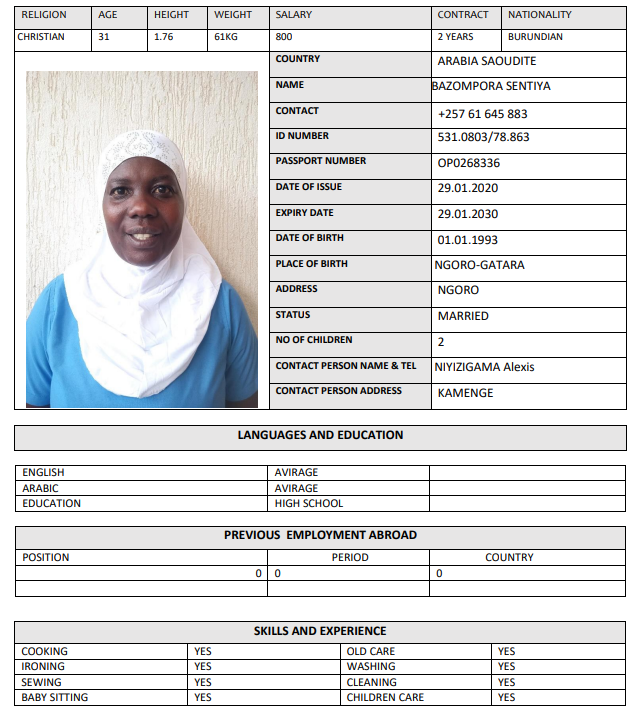 RELIGION AGE HEIGHT WEIGHT SALARY CONTRACT NATIONALITY
CHRISTIAN 31 1.76 61KG 800 2 YEARS BURUNDIAN
COUNTRY ARABIA SAOUDITE
NAME BAZOMPORA SENTIYA
CONTACT +257 61 645 883
ID NUMBER 531.0803/78.863
PASSPORT NUMBER OP0268336
DATE OF ISSUE 29.01.2020
EXPIRY DATE 29.01.2030
DATE OF BIRTH 01.01.1993
PLACE OF BIRTH NGORO-GATARA
ADDRESS NGORO
STATUS MARRIED
NO OF CHILDREN 2
CONTACT PERSON NAME & TEL NIYIZIGAMA Alexis
CONTACT PERSON ADDRESS KAMENGE
LANGUAGES AND EDUCATION
ENGLISH AVIRAGE
ARABIC AVIRAGE
EDUCATION HIGH SCHOOL
PREVIOUS EMPLOYMENT ABROAD
POSITION PERIOD COUNTRY
0 0 0
SKILLS AND EXPERIENCE
COOKING YES OLD CARE YES
IRONING YES WASHING YES
SEWING YES CLEANING YES
BABY SITTING YES CHILDREN CARE YES